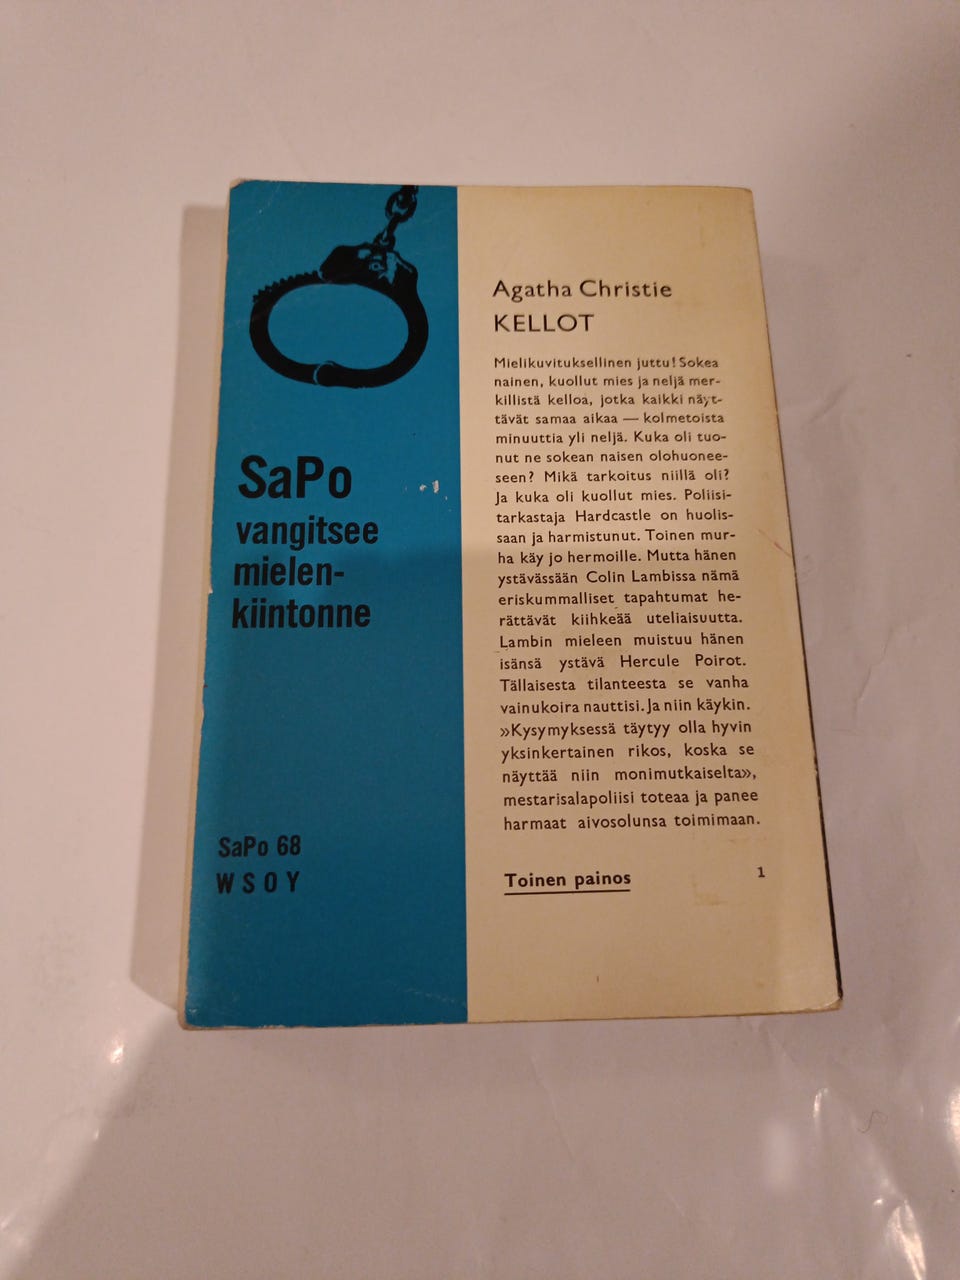 SaPo
vangitsee
mielen-
kiintonne
SaPo 68
WSOY
Agatha Christie
KELLOT
Mielikuvituksellinen juttu! Sokea
nainen, kuollut mies ja neljä mer-
killistä kelloa, jotka kaikki näyt-
tävät samaa aikaa — kolmetoista
minuuttia yli neljä. Kuka oli tuo-
nut ne sokean naisen olohuonee-
seen? Mikä tarkoitus niillä oli?
Ja kuka oli kuollut mies. Poliisi-
tarkastaja Hardcastle on huolis-
saan ja harmistunut. Toinen mur-
ha käy jo hermoille. Mutta hänen
ystävässään Colin Lambissa nämä
eriskummalliset tapahtumat he-
rättävät kiihkeää uteliaisuutta.
Lambin mieleen muistuu hänen
isänsä ystävä Hercule Poirot.
Tällaisesta tilanteesta se vanha
vainukoira nauttisi. Ja niin käykin.
»Kysymyksessä täytyy olla hyvin
yksinkertainen rikos, koska se
näyttää niin monimutkaiselta»,
mestarisalapoliisi toteaa ja panee
harmaat aivosolunsa toimimaan.
Toinen painos
1